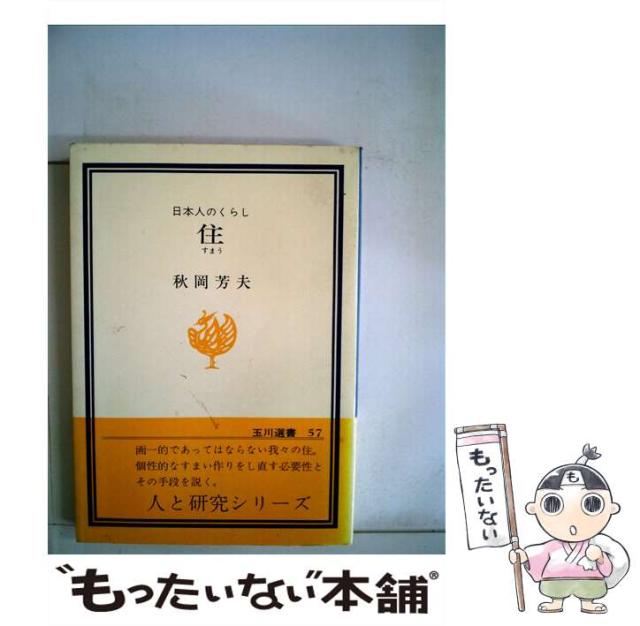 日本人のくらし
住
すまう
秋岡芳夫
玉川選書 57
画一的であってはならない我々の住。
個性的なすまい作りをし直す必要性と
その手段を説く。
人と研究シリーズ
も
もったいない
"もったいない"本舗®